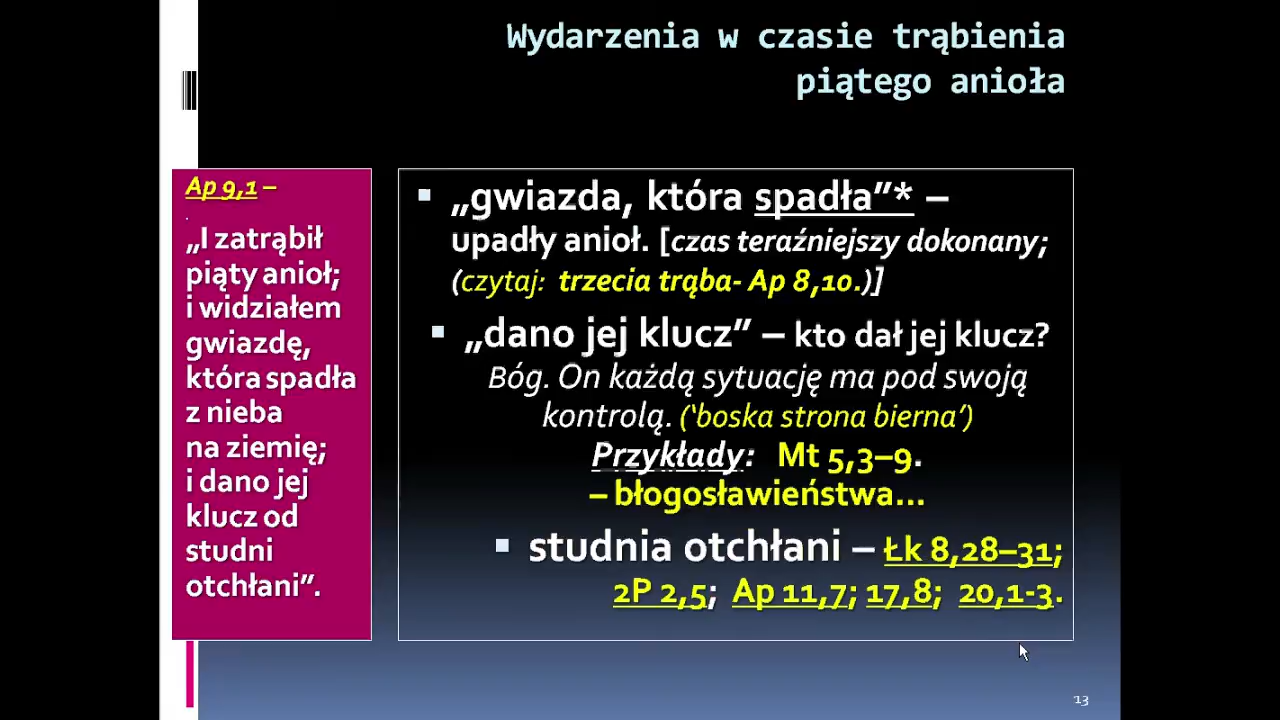 Wydarzenia w czasie trąbienia
piątego anioła
Ap 9,1 –
„I zatrąbił
piąty anioł;
i widziałem
gwiazdę,
która spadła
z nieba
na ziemię;
i dano jej
klucz od
studni
otchłani”.
▪ „gwiazda, która spadła”* –
upadły anioł. [czas teraźniejszy dokonany;
(czytaj: trzecia trąba- Ap 8,10.)]
▪ „dano jej klucz” – kto dał jej klucz?
Bóg. On każdą sytuację ma pod swoją
kontrolą. (‘boska strona bierna’)
Przykłady: Mt 5,3–9.
– błogosławieństwa...
▪ studnia otchłani – Łk 8,28–31;
2P 2,5; Ap 11,7; 17,8; 20,1-3.
13